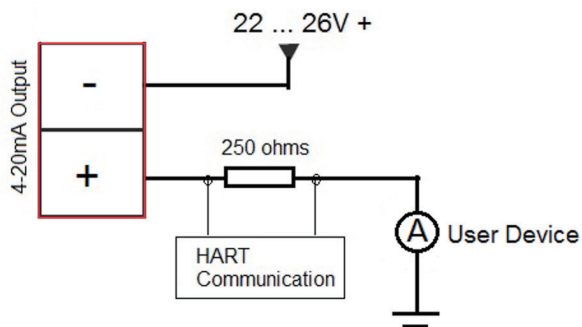 22 ... 26V +
4-20mA Output
-
+
250 ohms
HART
Communication
A
User Device